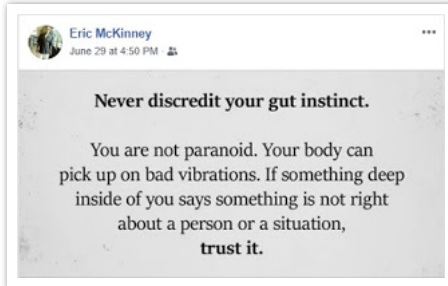 Eric McKinney
June 29 at 4:50 PM ·
Never discredit your gut instinct.
You are not paranoid. Your body can
pick up on bad vibrations. If something deep
inside of you says something is not right
about a person or a situation,
trust it.